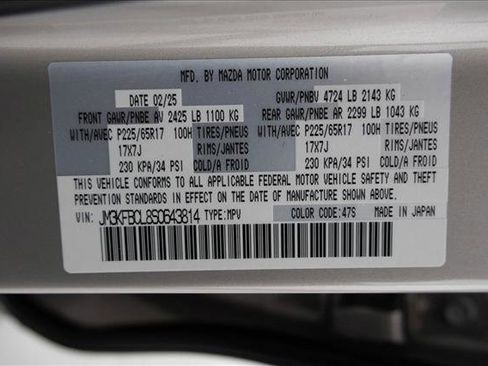 MFD. BY MAZDA MOTOR CORPORATION
DATE 02/25 GVWR/PNBV 4724 LB 2143 KG
FRONT GAWR/PNBE AV 2425 LB 1100 KG REAR GAWR/PNBE AR 2299 LB 1043 KG
WITH/AVEC P225/65R17 100H TIRES/PNEUS WITH/AVEC P225/65R17 100H TIRES/PNEUS
17X7J RIMS/JANTES 17X7J RIMS/JANTES
230 KPA/34 PSI COLD/A FROID 230 KPA/34 PSI COLD/A FROID
THIS VEHICLE CONFORMS TO ALL APPLICABLE FEDERAL MOTOR VEHICLE SAFETY AND THEFT
PREVENTION STANDARDS IN EFFECT ON THE DATE OF MANUFACTURE SHOWN ABOVE.
VIN: JM3KFBCL8S0643814 TYPE: MPV COLOR CODE: 47S MADE IN JAPAN